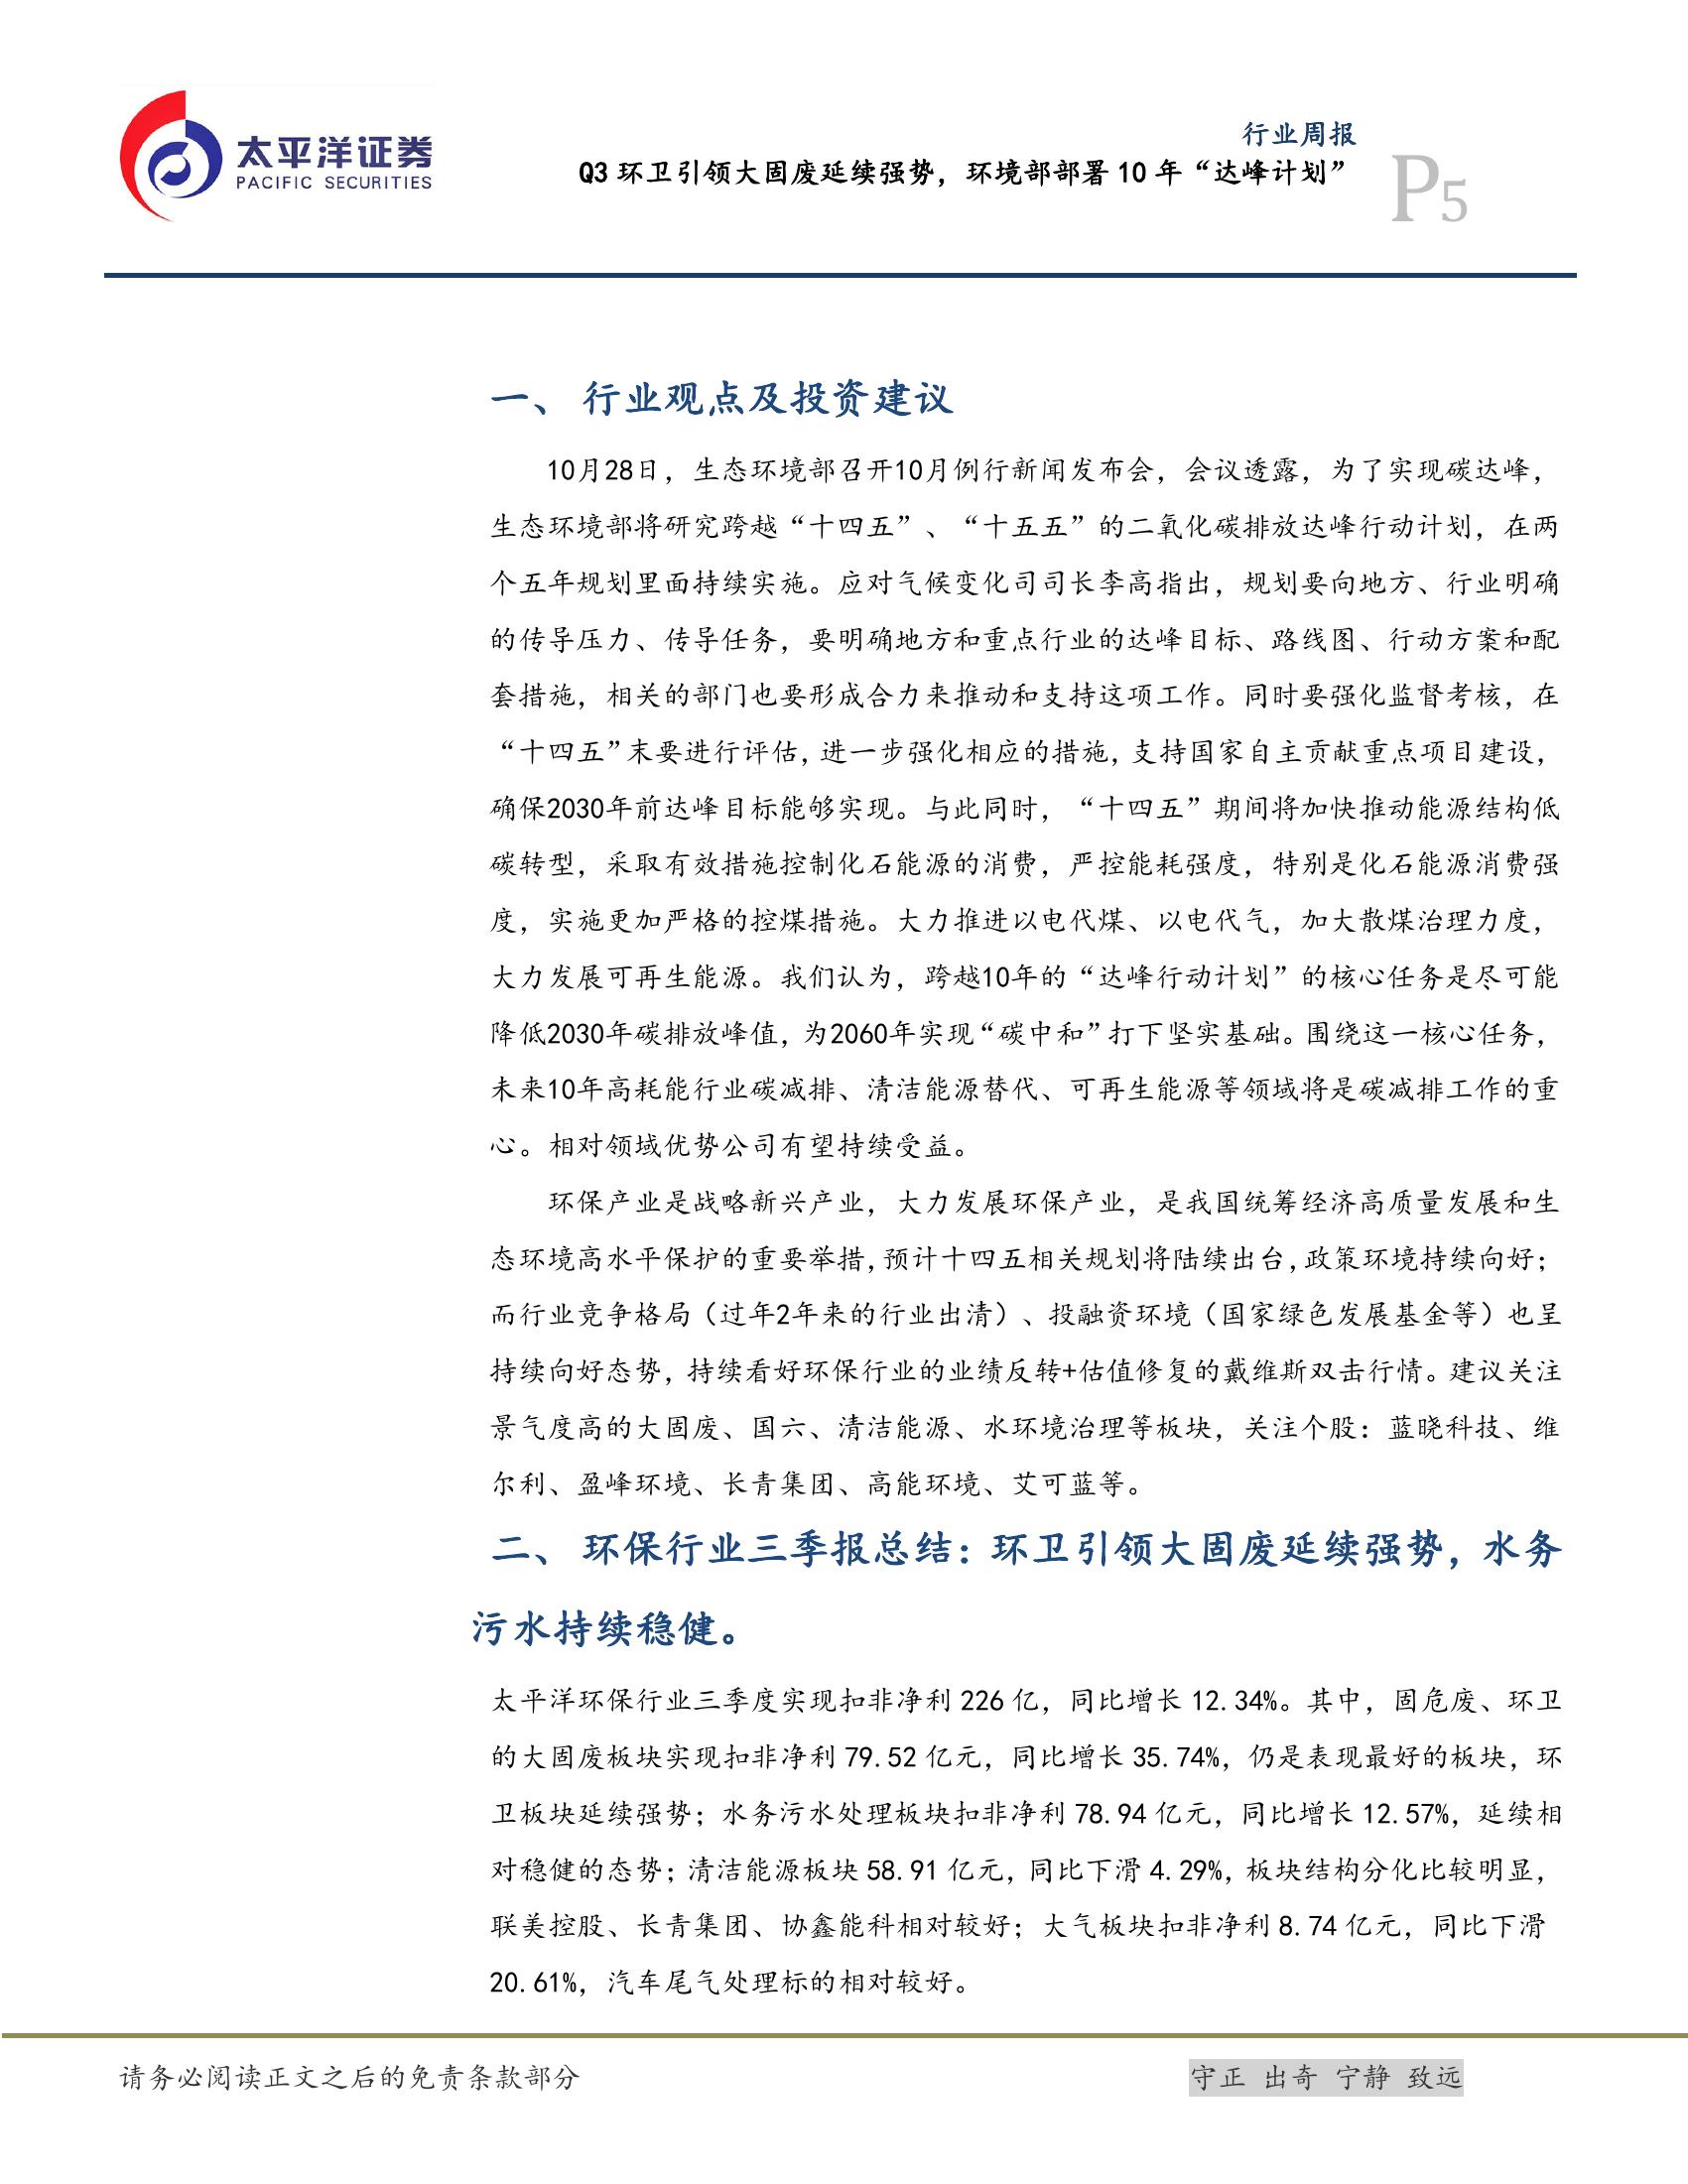 太平洋证券
PACIFIC SECURITIES
行业周报
Q3 环卫引领大固废延续强势，环境部部署 10 年“达峰计划”
P5
一、 行业观点及投资建议
10月28日，生态环境部召开10月例行新闻发布会，会议透露，为了实现碳达峰，
生态环境部将研究跨越“十四五”、“十五五”的二氧化碳排放达峰行动计划，在两
个五年规划里面持续实施。应对气候变化司司长李高指出，规划要向地方、行业明确
的传导压力、传导任务，要明确地方和重点行业的达峰目标、路线图、行动方案和配
套措施，相关的部门也要形成合力来推动和支持这项工作。同时要强化监督考核，在
“十四五”末要进行评估，进一步强化相应的措施，支持国家自主贡献重点项目建设，
确保2030年前达峰目标能够实现。与此同时，“十四五”期间将加快推动能源结构低
碳转型，采取有效措施控制化石能源的消费，严控能耗强度，特别是化石能源消费强
度，实施更加严格的控煤措施。大力推进以电代煤、以电代气，加大散煤治理力度，
大力发展可再生能源。我们认为，跨越10年的“达峰行动计划”的核心任务是尽可能
降低2030年碳排放峰值，为2060年实现“碳中和”打下坚实基础。围绕这一核心任务，
未来10年高耗能行业碳减排、清洁能源替代、可再生能源等领域将是碳减排工作的重
心。相对领域优势公司有望持续受益。
环保产业是战略新兴产业，大力发展环保产业，是我国统筹经济高质量发展和生
态环境高水平保护的重要举措，预计十四五相关规划将陆续出台，政策环境持续向好；
而行业竞争格局（过年2年来的行业出清）、投融资环境（国家绿色发展基金等）也呈
持续向好态势，持续看好环保行业的业绩反转+估值修复的戴维斯双击行情。建议关注
景气度高的大固废、国六、清洁能源、水环境治理等板块，关注个股：蓝晓科技、维
尔利、盈峰环境、长青集团、高能环境、艾可蓝等。
二、 环保行业三季报总结：环卫引领大固废延续强势，水务
污水持续稳健。
太平洋环保行业三季度实现扣非净利 226 亿，同比增长 12.34%。其中，固危废、环卫
的大固废板块实现扣非净利 79.52 亿元，同比增长 35.74%，仍是表现最好的板块，环
卫板块延续强势；水务污水处理板块扣非净利 78.94 亿元，同比增长 12.57%，延续相
对稳健的态势；清洁能源板块 58.91 亿元，同比下滑 4.29%，板块结构分化比较明显，
联美控股、长青集团、协鑫能科相对较好；大气板块扣非净利 8.74 亿元，同比下滑
20.61%，汽车尾气处理标的相对较好。
请务必阅读正文之后的免责条款部分
守正 出奇 宁静 致远